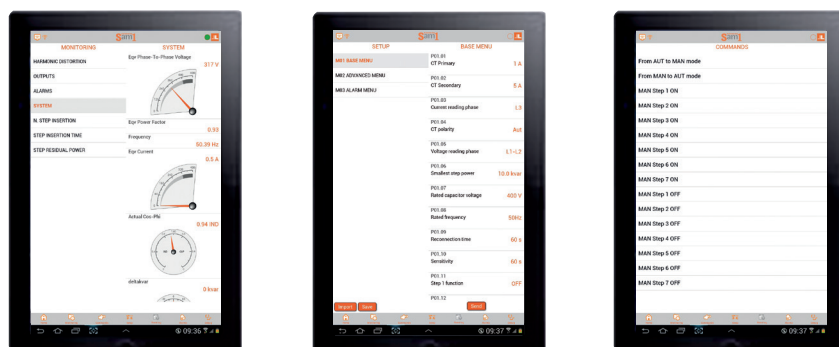 Sam1
MONITORING
SYSTEM
HARMONIC DISTORTION
OUTPUTS
ALARMS
SYSTEM
N. STEP INSERTION
STEP INSERTION TIME
STEP RESIDUAL POWER
Eqv Phase-To-Phase Voltage
317 V
Eqv Power Factor
0.93
Frequency
50.39 Hz
Eqv Current
0.5 A
Actual Cos-Phi
0.94 IND
deltakvar
0 kvar
09:36
Sam1
SETUP
BASE MENU
M01 BASE MENU
M02 ADVANCED MENU
M03 ALARM MENU
P01.01
CT Primary
1 A
P01.02
CT Secondary
5 A
P01.03
Current reading phase
L3
P01.04
CT polarity
Aut
P01.05
Voltage reading phase
L1-L2
P01.06
Smallest step power
10.0 kvar
P01.07
Rated capacitor voltage
400 V
P01.08
Rated frequency
50Hz
P01.09
Reconnection time
60 s
P01.10
Sensitivity
60 s
P01.11
Step 1 function
OFF
P01.12
Import
Save
Send
09:37
Sam1
COMMANDS
From AUT to MAN mode
From MAN to AUT mode
MAN Step 1 ON
MAN Step 2 ON
MAN Step 3 ON
MAN Step 4 ON
MAN Step 5 ON
MAN Step 6 ON
MAN Step 7 ON
MAN Step 1 OFF
MAN Step 2 OFF
MAN Step 3 OFF
MAN Step 4 OFF
MAN Step 5 OFF
MAN Step 6 OFF
MAN Step 7 OFF
09:37